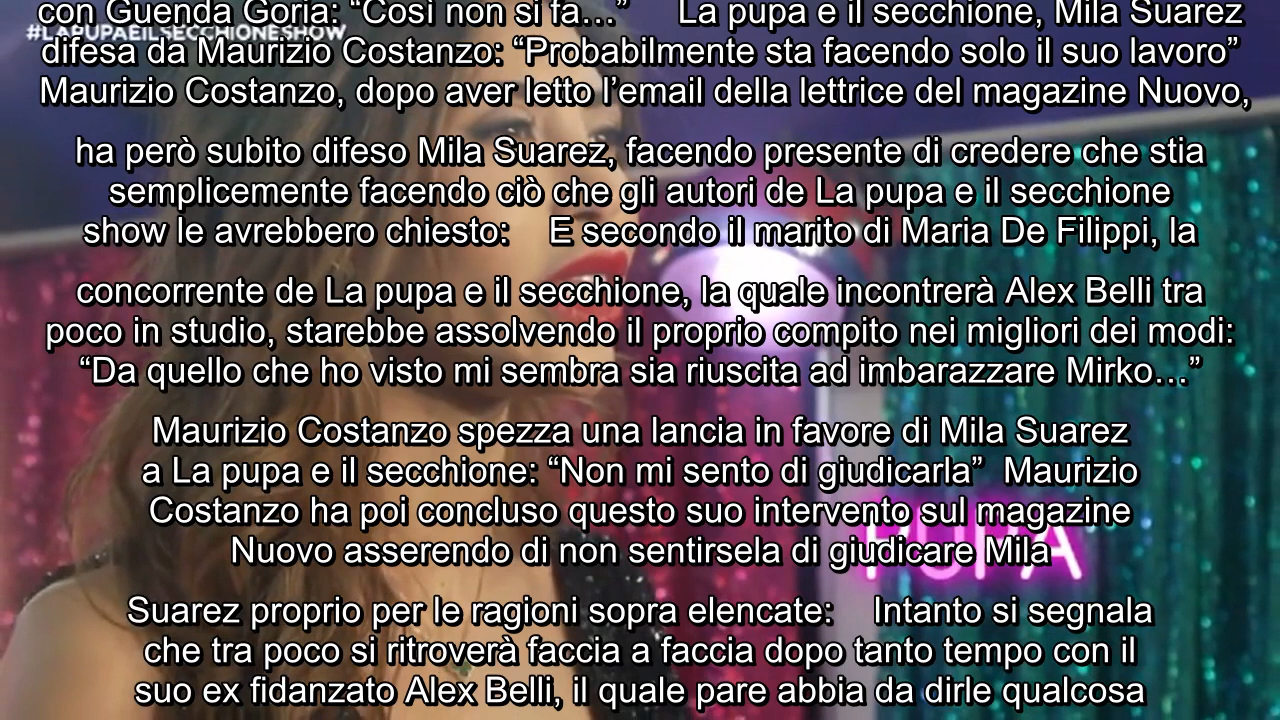 con Guenda Goria: “Così non si fa…” La pupa e il secchione, Mila Suarez
#LAPUPAEILSECCHIONESHOW
difesa da Maurizio Costanzo: “Probabilmente sta facendo solo il suo lavoro”
Maurizio Costanzo, dopo aver letto l’email della lettrice del magazine Nuovo,
ha però subito difeso Mila Suarez, facendo presente di credere che stia
semplicemente facendo ciò che gli autori de La pupa e il secchione
show le avrebbero chiesto: E secondo il marito di Maria De Filippi, la
concorrente de La pupa e il secchione, la quale incontrerà Alex Belli tra
poco in studio, starebbe assolvendo il proprio compito nei migliori dei modi:
“Da quello che ho visto mi sembra sia riuscita ad imbarazzare Mirko…”
Maurizio Costanzo spezza una lancia in favore di Mila Suarez
a La pupa e il secchione: “Non mi sento di giudicarla” Maurizio
Costanzo ha poi concluso questo suo intervento sul magazine
Nuovo asserendo di non sentirsela di giudicare Mila
PUPA
Suarez proprio per le ragioni sopra elencate: Intanto si segnala
che tra poco si ritroverà faccia a faccia dopo tanto tempo con il
suo ex fidanzato Alex Belli, il quale pare abbia da dirle qualcosa